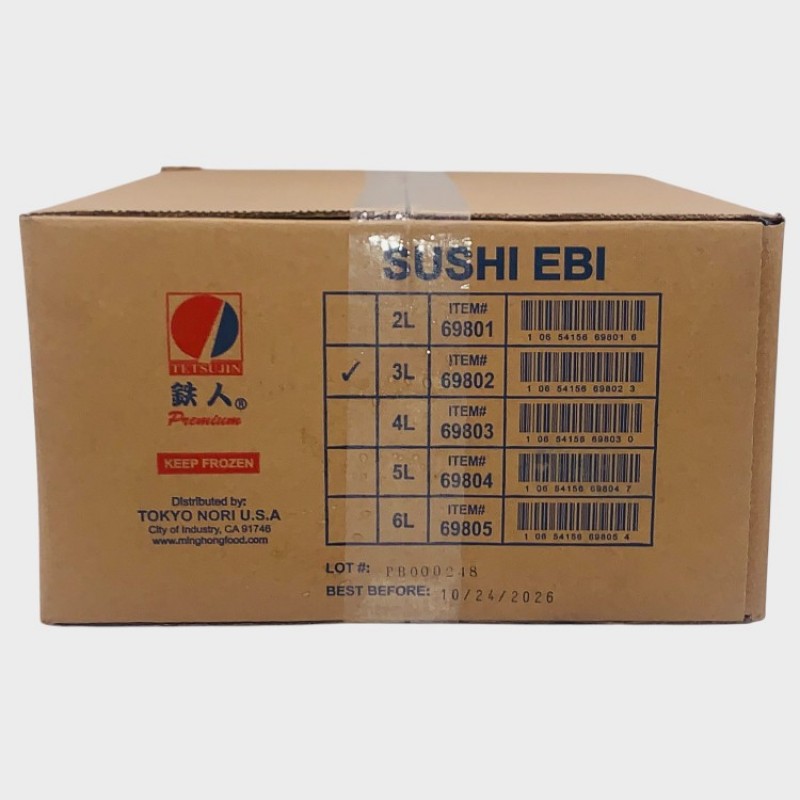 SUSHI EBI
TETSUJIN
鉄人®
Premium
KEEP FROZEN
Distributed by:
TOKYO NORI U.S.A
City of Industry, CA 91746
www.minghongfood.com
2L ITEM# 69801 1 06 54156 69801 6
✓ 3L ITEM# 69802 1 06 54156 69802 3
4L ITEM# 69803 1 06 54156 69803 0
5L ITEM# 69804 1 06 54156 69804 7
6L ITEM# 69805 1 06 54156 69805 4
LOT #: PB000248
BEST BEFORE: 10/24/2026